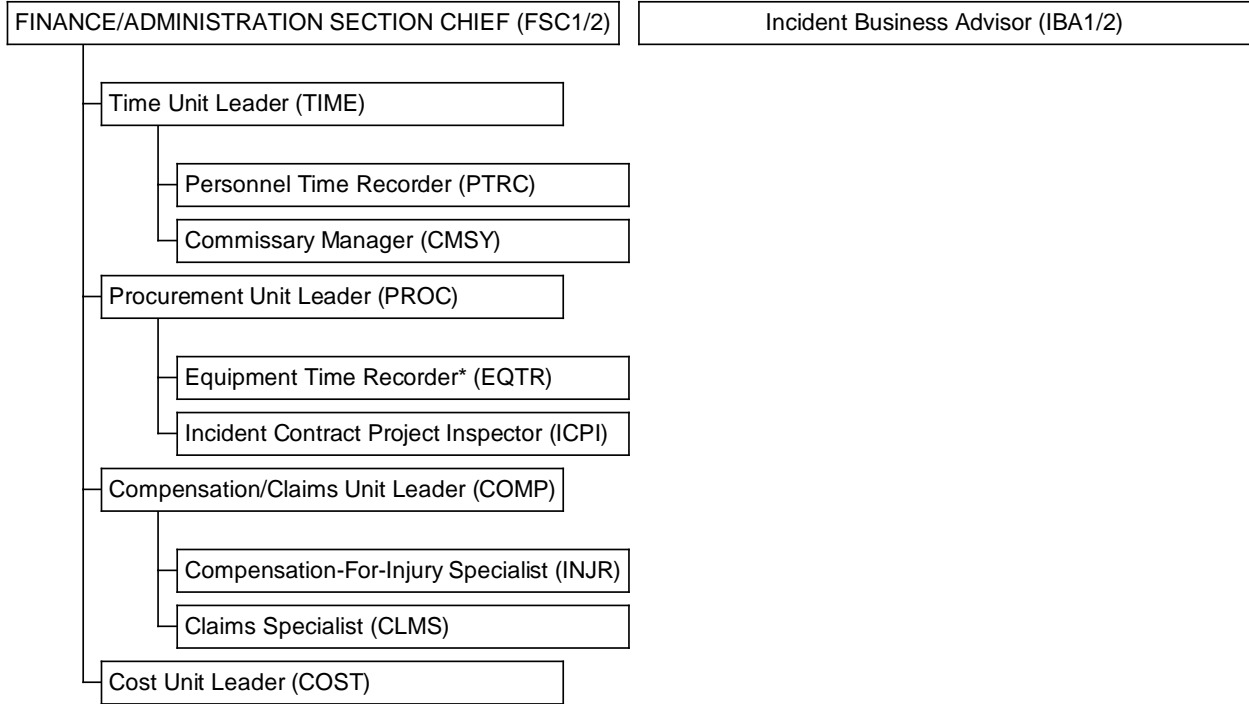 FINANCE/ADMINISTRATION SECTION CHIEF (FSC1/2)
Incident Business Advisor (IBA1/2)
Time Unit Leader (TIME)
Personnel Time Recorder (PTRC)
Commissary Manager (CMSY)
Procurement Unit Leader (PROC)
Equipment Time Recorder* (EQTR)
Incident Contract Project Inspector (ICPI)
Compensation/Claims Unit Leader (COMP)
Compensation-For-Injury Specialist (INJR)
Claims Specialist (CLMS)
Cost Unit Leader (COST)